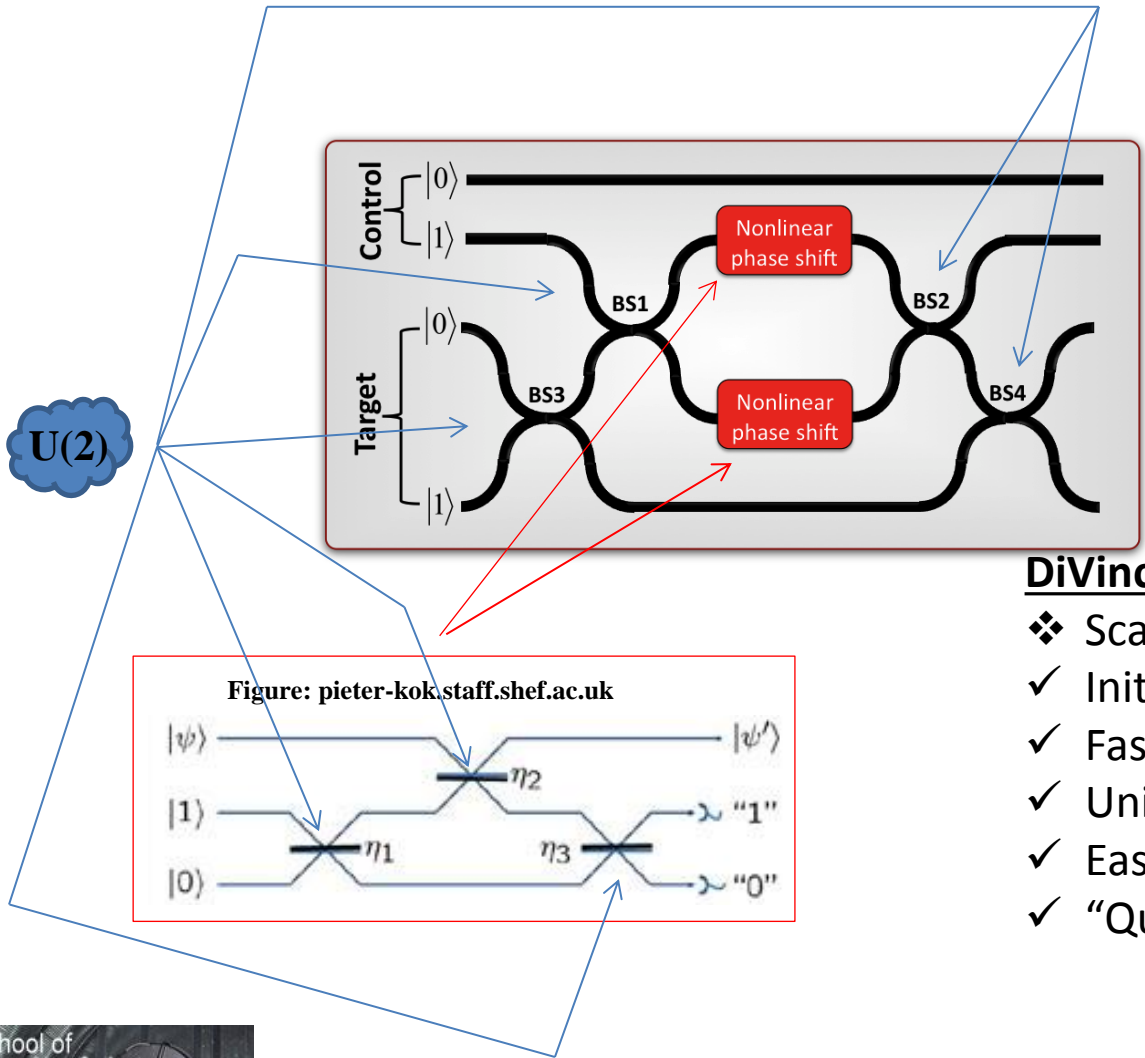 Control
|0⟩
|1⟩
Nonlinear
phase shift
BS1
BS2
Target
|0⟩
BS3
Nonlinear
phase shift
BS4
|1⟩
U(2)
Figure: pieter-kok.staff.shef.ac.uk
|ψ⟩
|ψ′⟩
η2
|1⟩
“1”
η1
η3
|0⟩
“0”
DiVinc
❖ Sca
✓ Init
✓ Fas
✓ Uni
✓ Eas
✓ “Qu
hool of